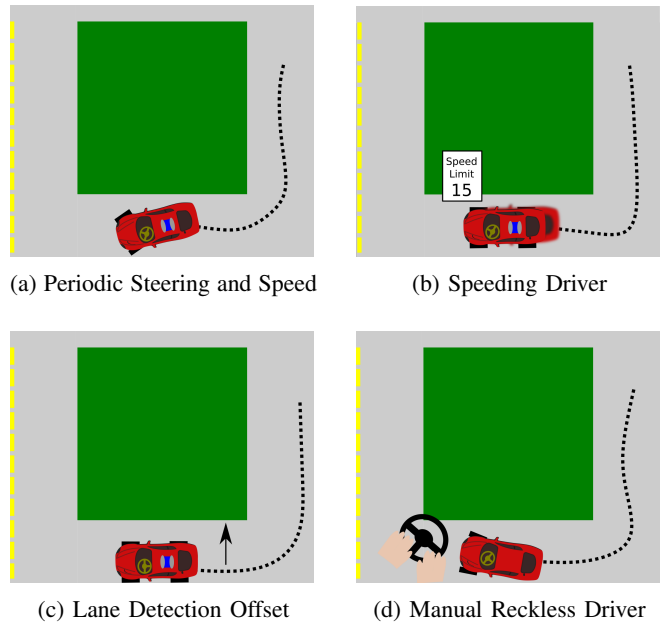 Speed
Limit
15
(a) Periodic Steering and Speed
(b) Speeding Driver
(c) Lane Detection Offset
(d) Manual Reckless Driver